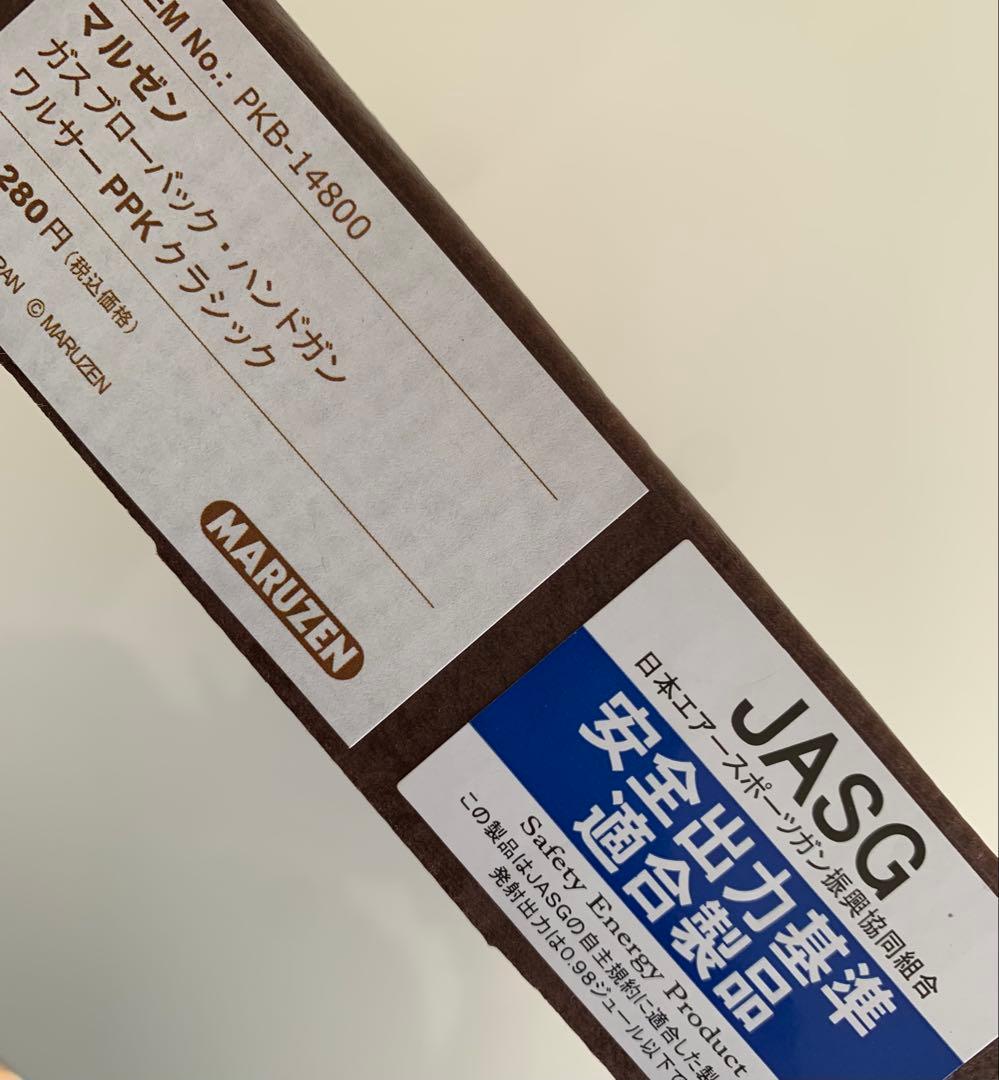 EM No.: PKB-14800
マルゼン
ガスブローバック・ハンドガン
ワルサー PPK クラシック
280円(税込価格)
PAN © MARUZEN
MARUZEN
JASG
日本エアースポーツガン振興協同組合
安全出力基準
適合製品
Safety Energy Product
この製品はJASGの自主規約に適合した製
発射出力は0.98ジュール以下で